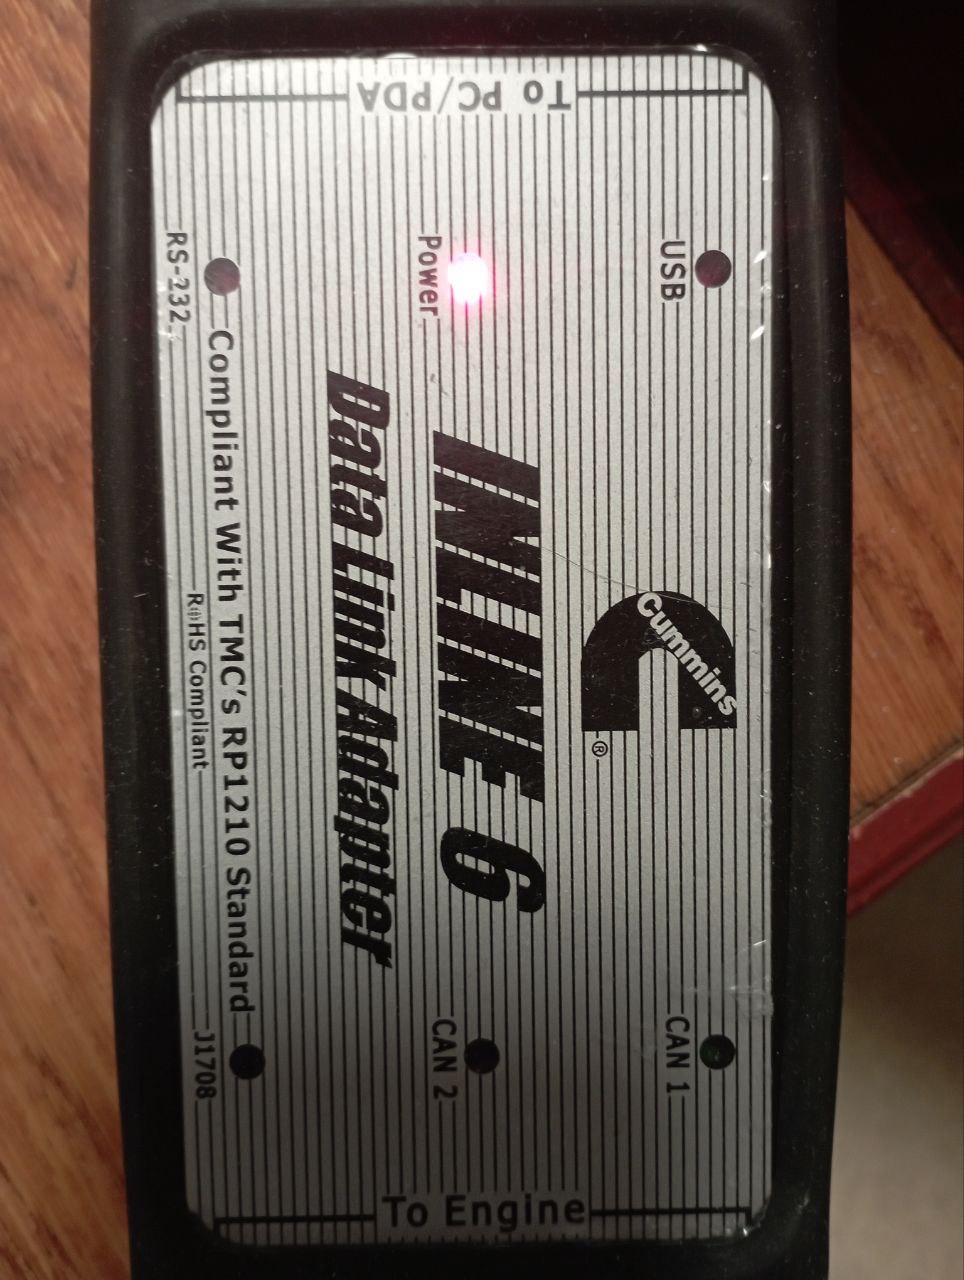 To PC/PDA
USB
Power
RS-232
Cummins
®
INLINE 6
Data Link Adapter
Compliant With TMC's RP1210 Standard
RoHS Compliant
CAN 1
CAN 2
J1708
To Engine